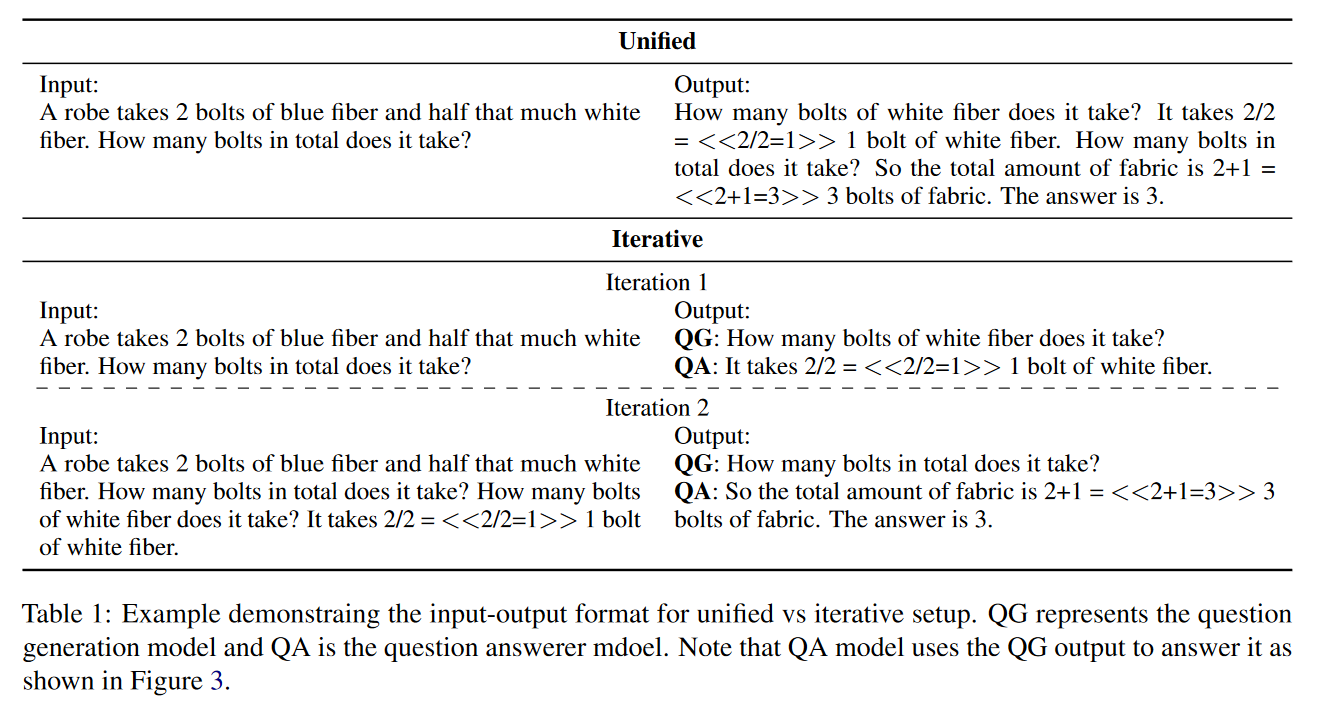 Unified
Input:
A robe takes 2 bolts of blue fiber and half that much white
fiber. How many bolts in total does it take?
Output:
How many bolts of white fiber does it take? It takes 2/2
= <<2/2=1>> 1 bolt of white fiber. How many bolts in
total does it take? So the total amount of fabric is 2+1 =
<<2+1=3>> 3 bolts of fabric. The answer is 3.
Iterative
Iteration 1
Input:
A robe takes 2 bolts of blue fiber and half that much white
fiber. How many bolts in total does it take?
Output:
QG: How many bolts of white fiber does it take?
QA: It takes 2/2 = <<2/2=1>> 1 bolt of white fiber.
Iteration 2
Input:
A robe takes 2 bolts of blue fiber and half that much white
fiber. How many bolts in total does it take? How many bolts
of white fiber does it take? It takes 2/2 = <<2/2=1>> 1 bolt
of white fiber.
Output:
QG: How many bolts in total does it take?
QA: So the total amount of fabric is 2+1 = <<2+1=3>> 3
bolts of fabric. The answer is 3.
Table 1: Example demonstraing the input-output format for unified vs iterative setup. QG represents the question
generation model and QA is the question answerer mdoel. Note that QA model uses the QG output to answer it as
shown in Figure 3.